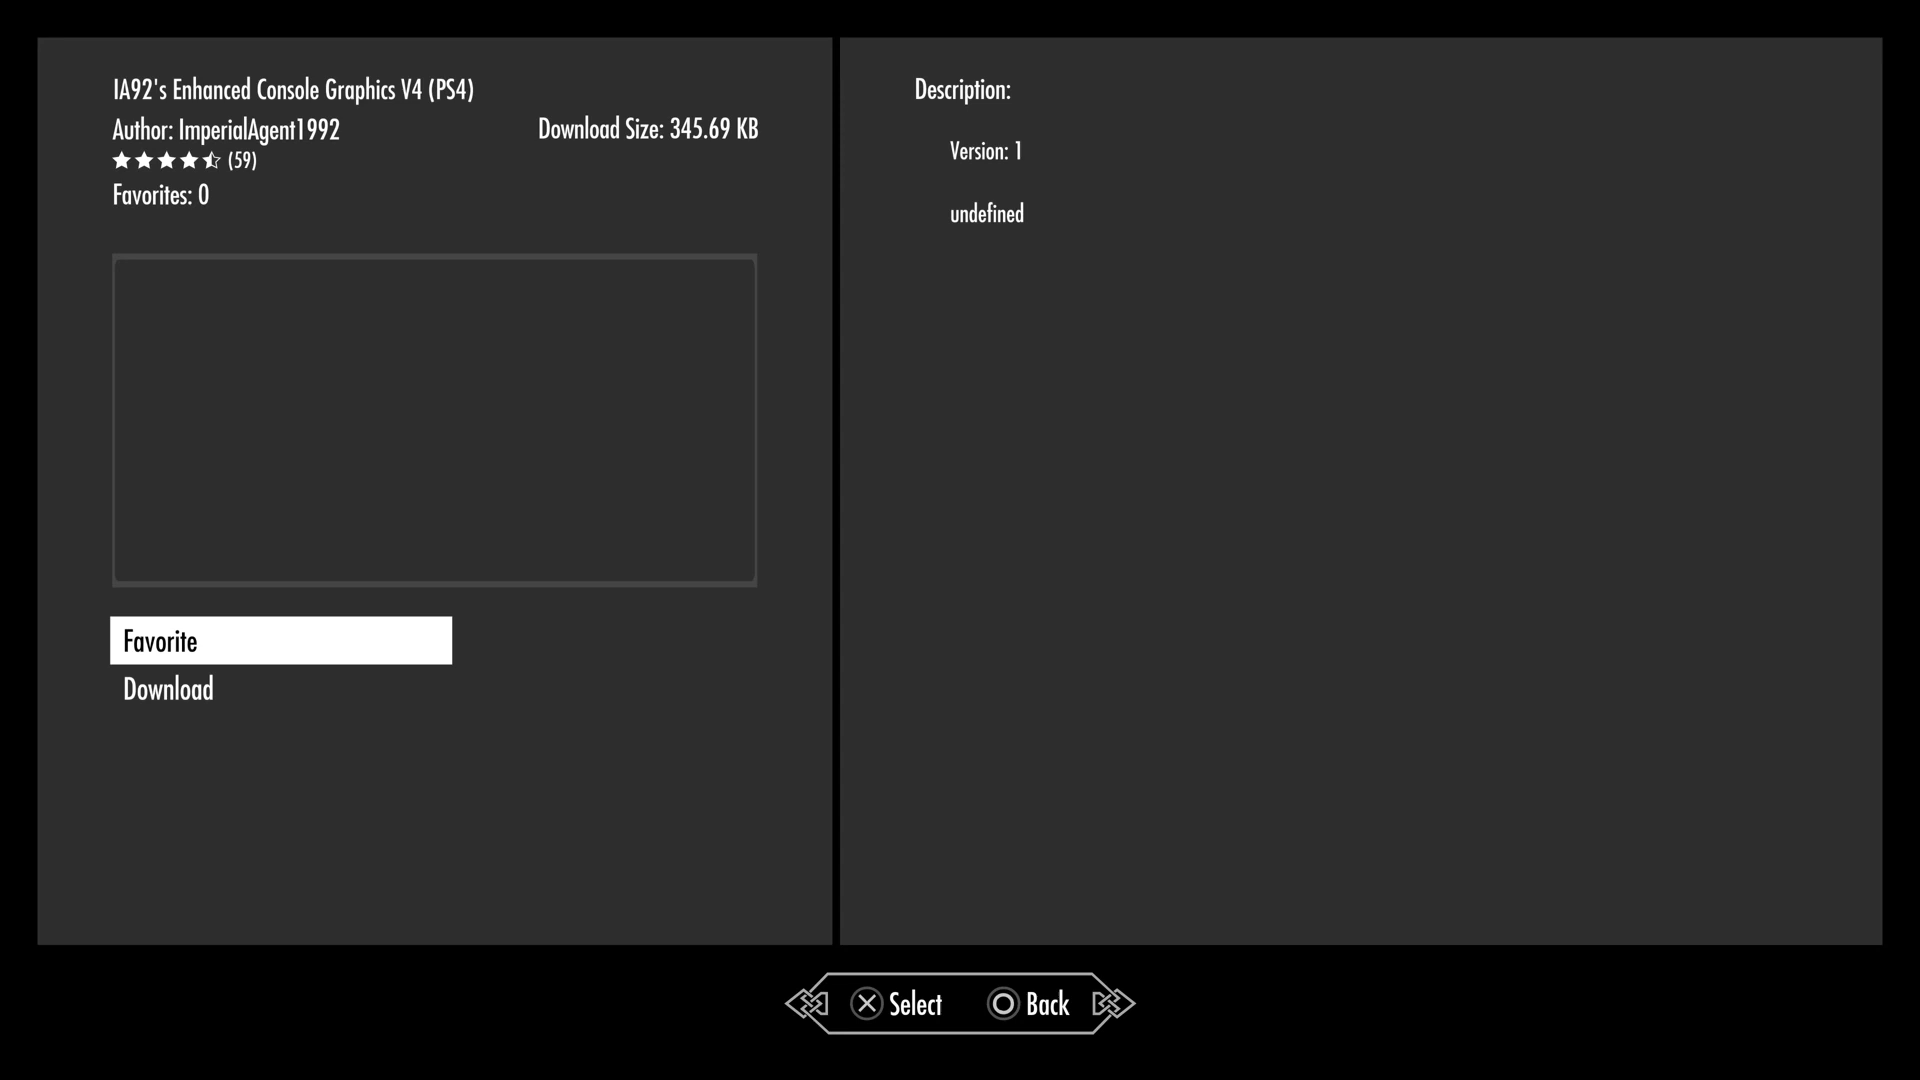 IA92's Enhanced Console Graphics V4 (PS4)
Author: ImperialAgent1992
Download Size: 345.69 KB
(59)
Favorites: 0
Favorite
Download
Description:
Version: 1
undefined
Select
Back